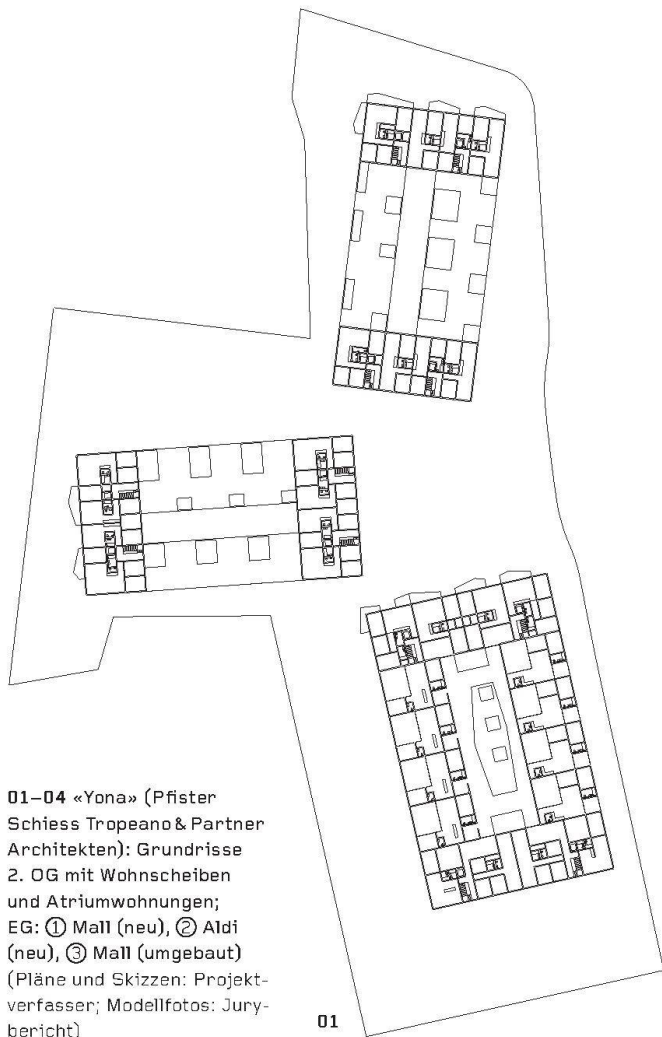 01–04 «Yona» (Pfister
Schiess Tropeano & Partner
Architekten): Grundrisse
2. OG mit Wohnscheiben
und Atriumwohnungen;
EG: ① Mall (neu), ② Aldi
(neu), ③ Mall (umgebaut)
(Pläne und Skizzen: Projekt-
verfasser; Modellfotos: Jury-
bericht)
01